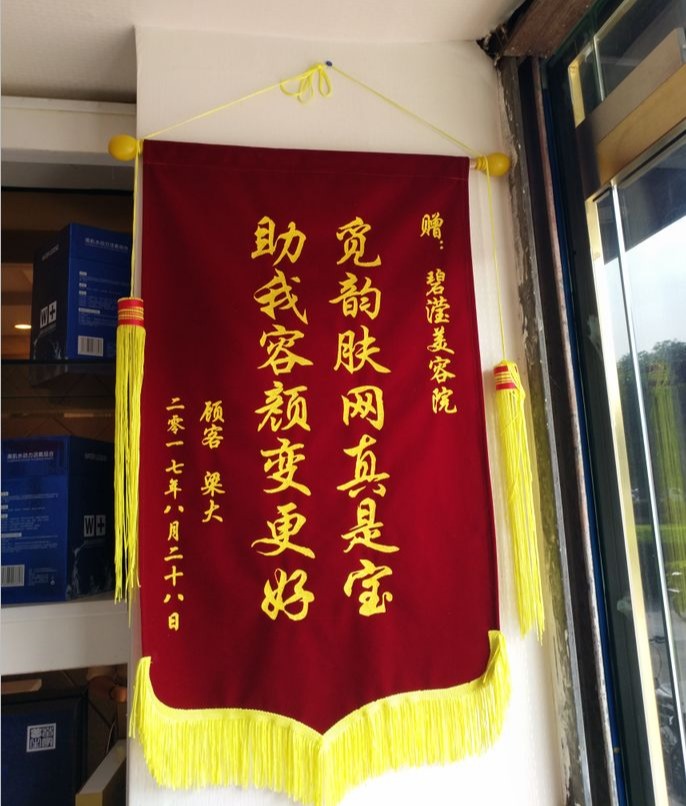 赠：碧滢美容院
觅韵肤网真是宝
助我容颜变更好
顾客 梁大
二零一七年八月二十八日
W+
W+